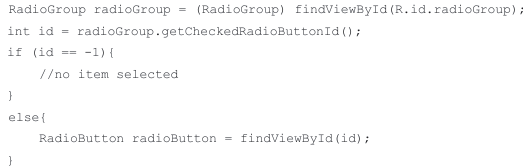 RadioGroup radioGroup = (RadioGroup) findViewById(R.id.radioGroup);
int id = radioGroup.getCheckedRadioButtonId();
if (id == -1){
    //no item selected
}
else{
    RadioButton radioButton = findViewById(id);
}